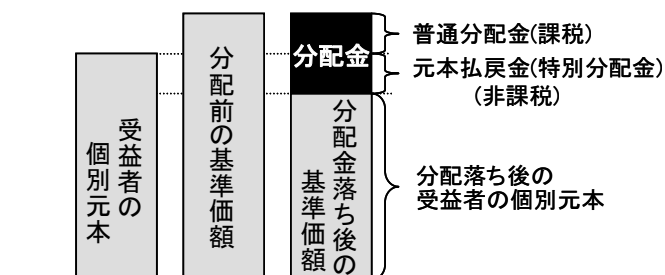 受益者の
個別元本
分配前の基準価額
分配金
分配金落ち後の
基準価額
普通分配金(課税)
元本払戻金(特別分配金)
(非課税)
分配落ち後の
受益者の個別元本